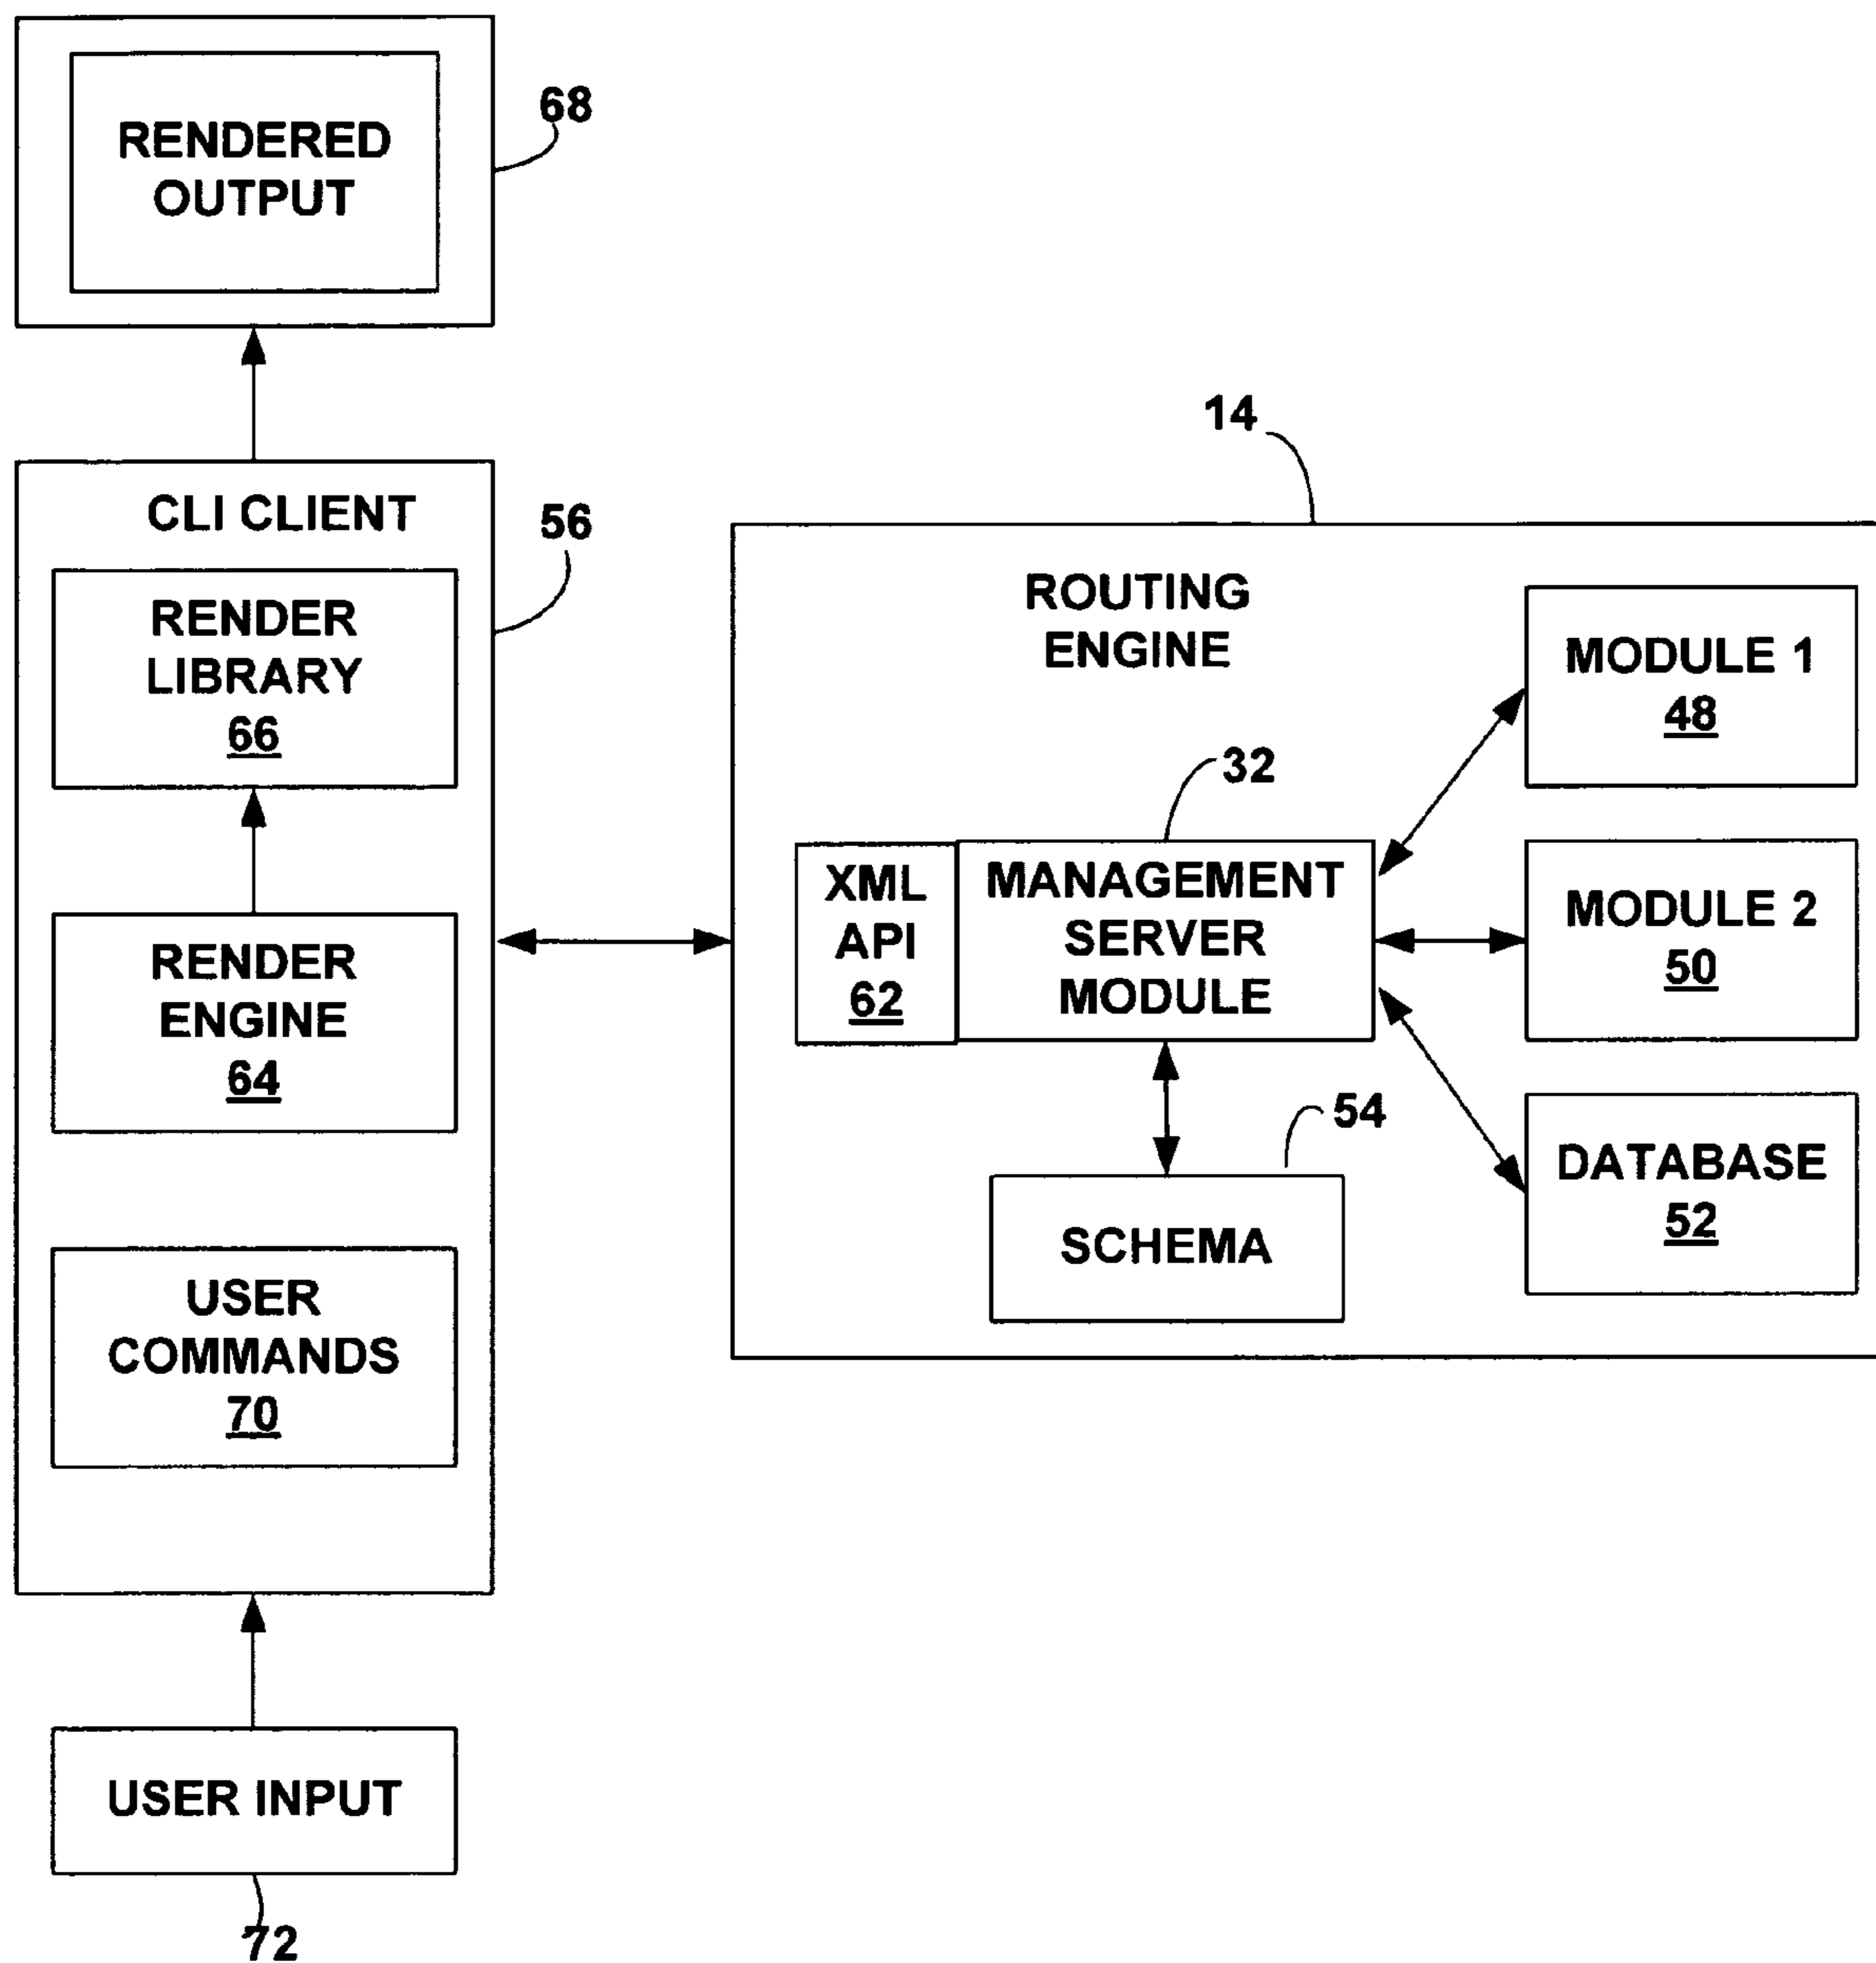 RENDERED
OUTPUT
68
CLI CLIENT
56
RENDER
LIBRARY
66
RENDER
ENGINE
64
USER
COMMANDS
70
USER INPUT
72
14
ROUTING
ENGINE
32
XML
API
62
MANAGEMENT
SERVER
MODULE
54
SCHEMA
MODULE 1
48
MODULE 2
50
DATABASE
52